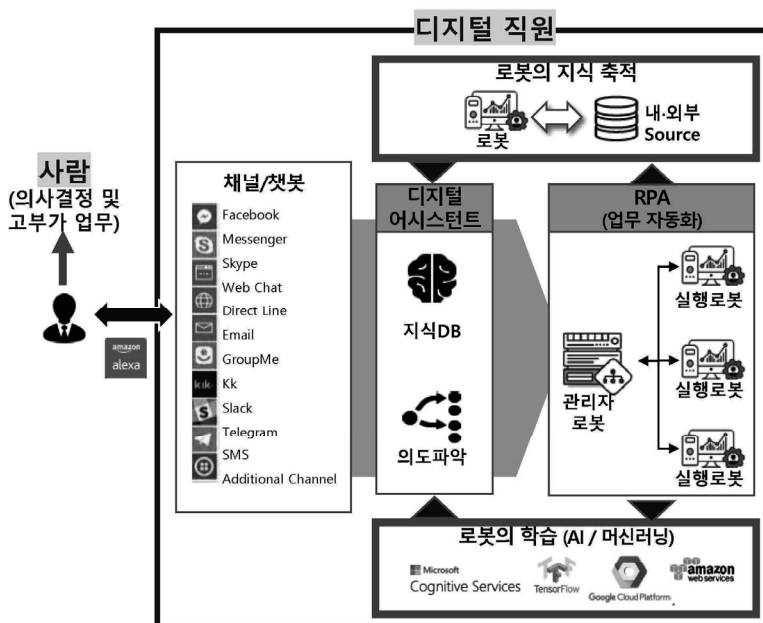 디지털 직원
로봇의 지식 축적
로봇
내·외부
Source
사람
(의사결정 및
고부가 업무)
amazon
alexa
채널/챗봇
Facebook
Messenger
Skype
Web Chat
Direct Line
Email
GroupMe
Kk
Slack
Telegram
SMS
Additional Channel
kik
디지털
어시스턴트
지식DB
의도파악
RPA
(업무 자동화)
관리자
로봇
실행로봇
실행로봇
실행로봇
로봇의 학습 (AI / 머신러닝)
Microsoft
Cognitive Services
TensorFlow
Google Cloud Platform
amazon
web services